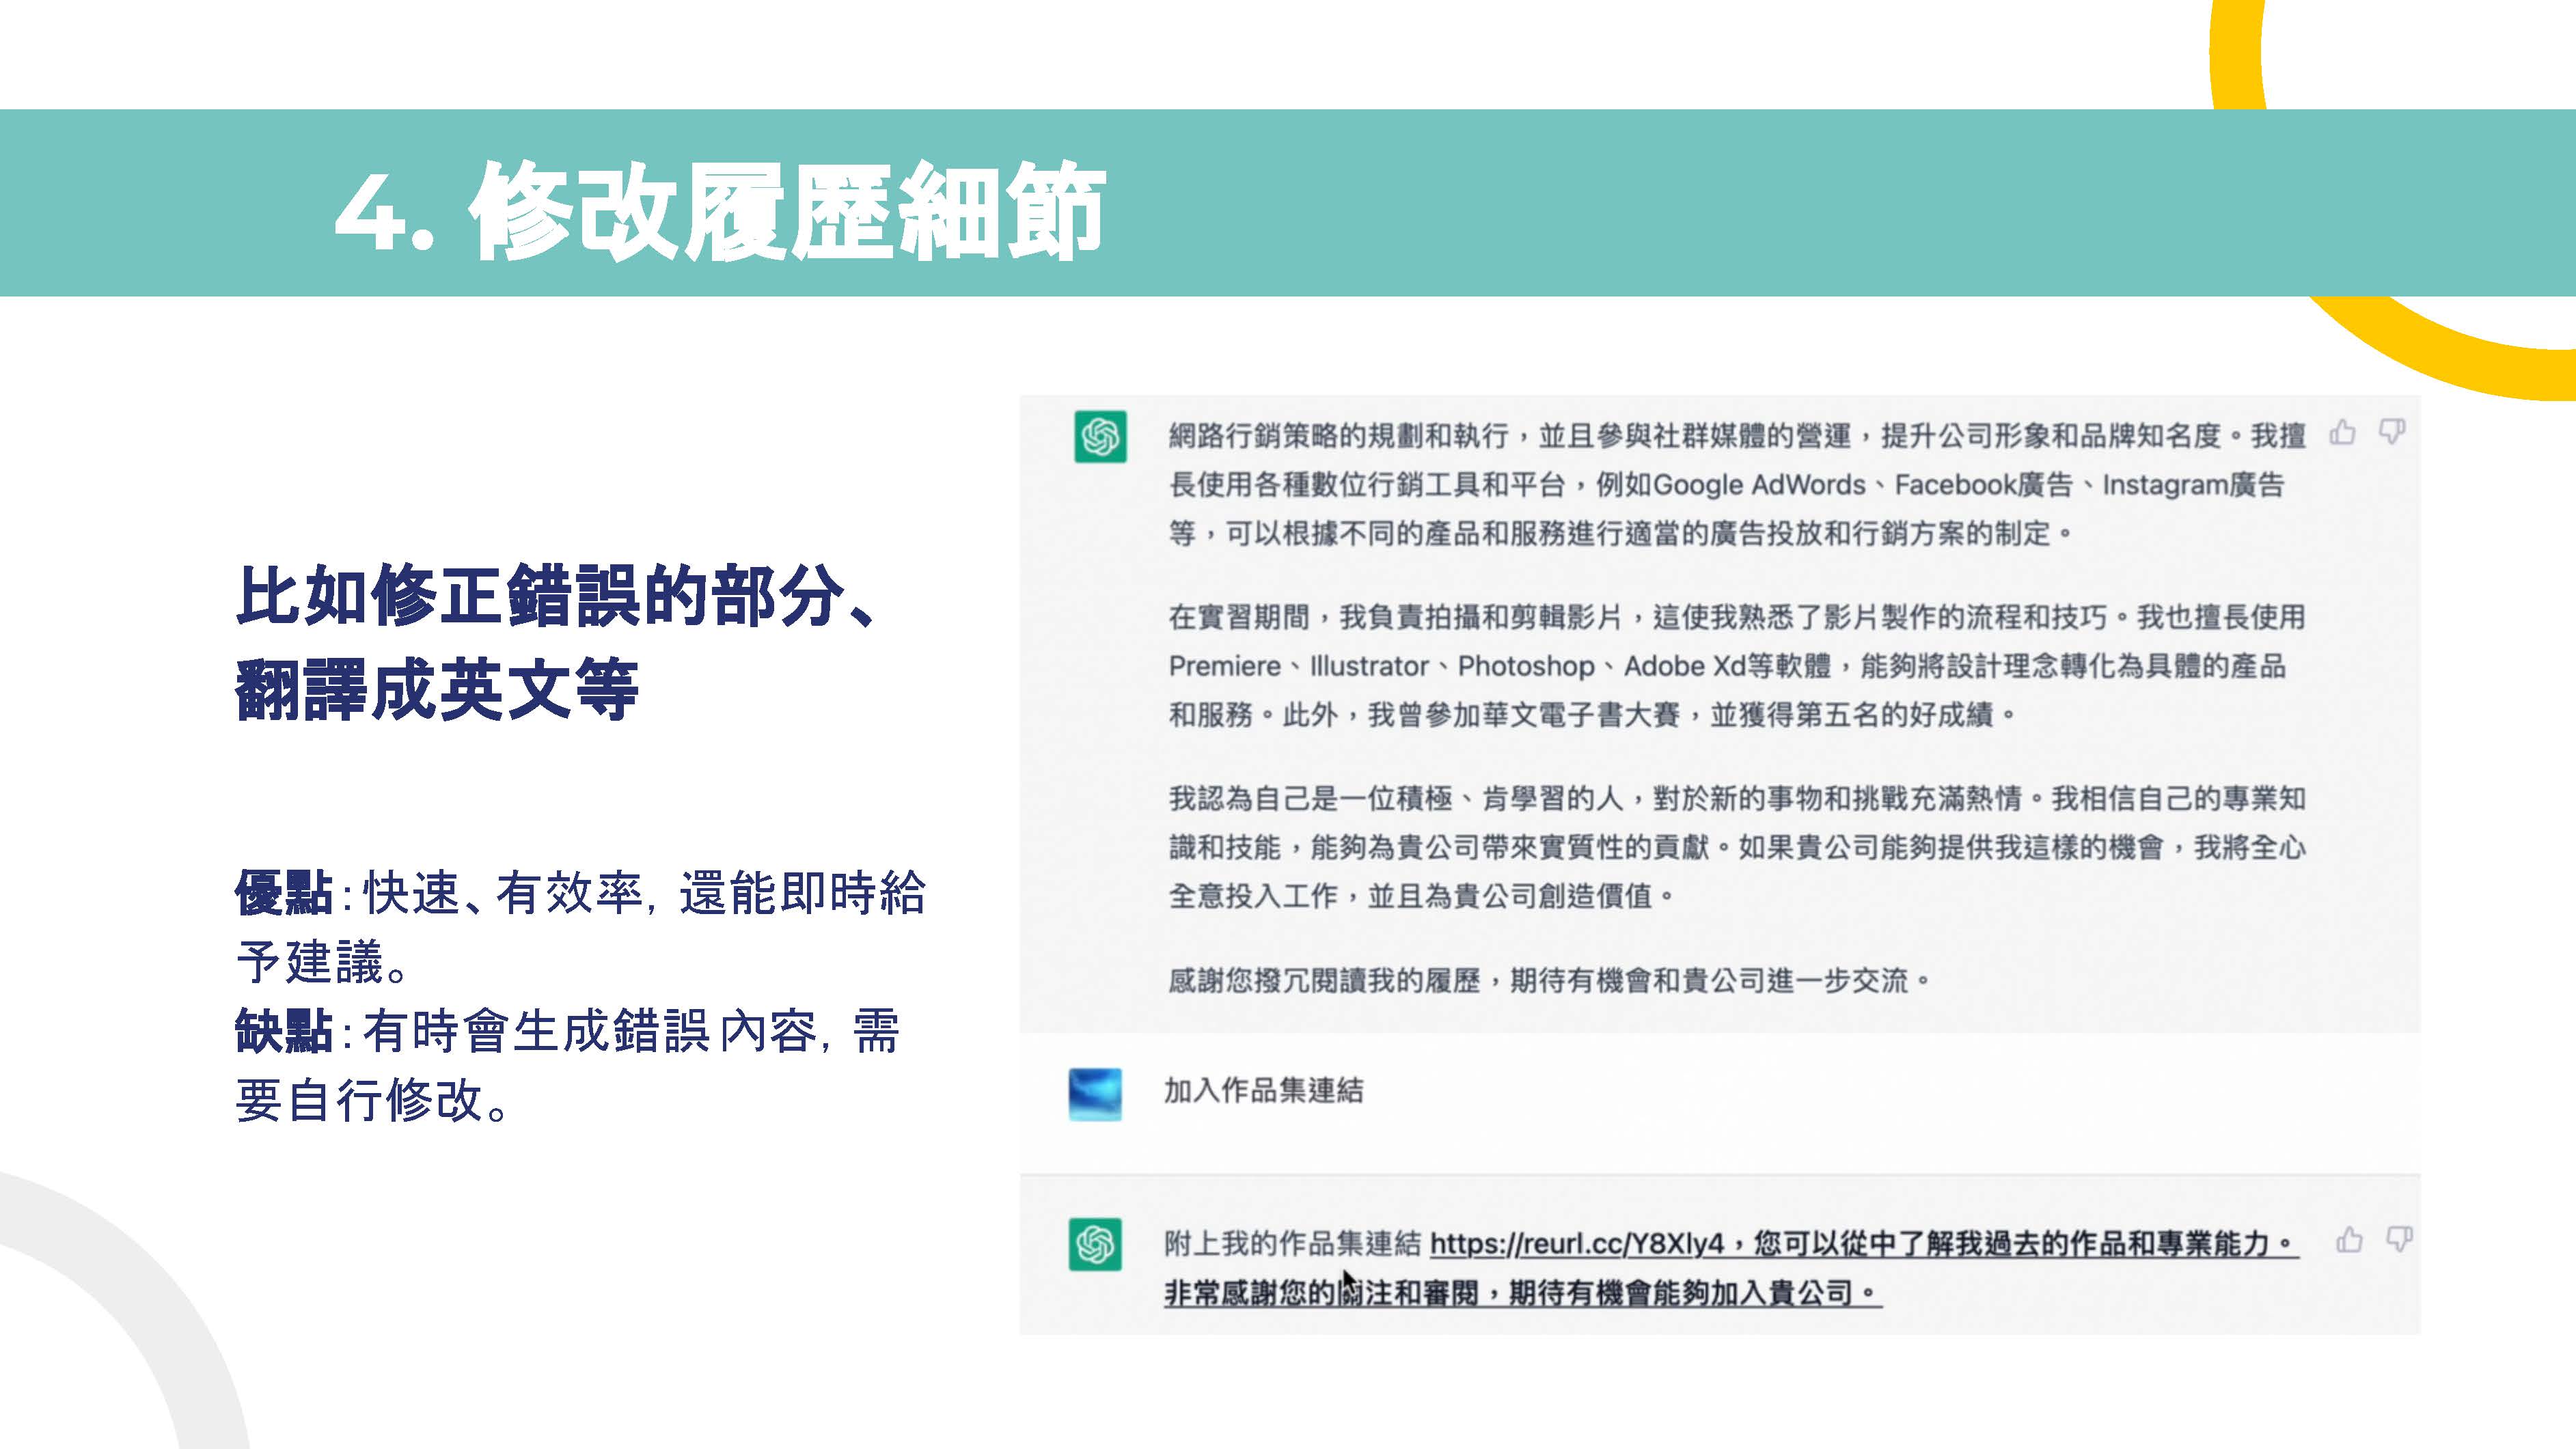 4. 修改履歷細節
比如修正錯誤的部分、
翻譯成英文等
優點:快速、有效率, 還能即時給
予建議。
缺點:有時會生成錯誤內容, 需
要自行修改。
網路行銷策略的規劃和執行，並且參與社群媒體的營運，提升公司形象和品牌知名度。我擅
長使用各種數位行銷工具和平台，例如Google AdWords、Facebook廣告、Instagram廣告
等，可以根據不同的產品和服務進行適當的廣告投放和行銷方案的制定。
在實習期間，我負責拍攝和剪輯影片，這使我熟悉了影片製作的流程和技巧。我也擅長使用
Premiere、Illustrator、Photoshop、Adobe Xd等軟體，能夠將設計理念轉化為具體的產品
和服務。此外，我曾參加華文電子書大賽，並獲得第五名的好成績。
我認為自己是一位積極、肯學習的人，對於新的事物和挑戰充滿熱情。我相信自己的專業知
識和技能，能夠為貴公司帶來實質性的貢獻。如果貴公司能夠提供我這樣的機會，我將全心
全意投入工作，並且為貴公司創造價值。
感謝您撥冗閱讀我的履歷，期待有機會和貴公司進一步交流。
加入作品集連結
附上我的作品集連結 https://reurl.cc/Y8Xly4，您可以從中了解我過去的作品和專業能力。
非常感謝您的關注和審閱，期待有機會能夠加入貴公司。